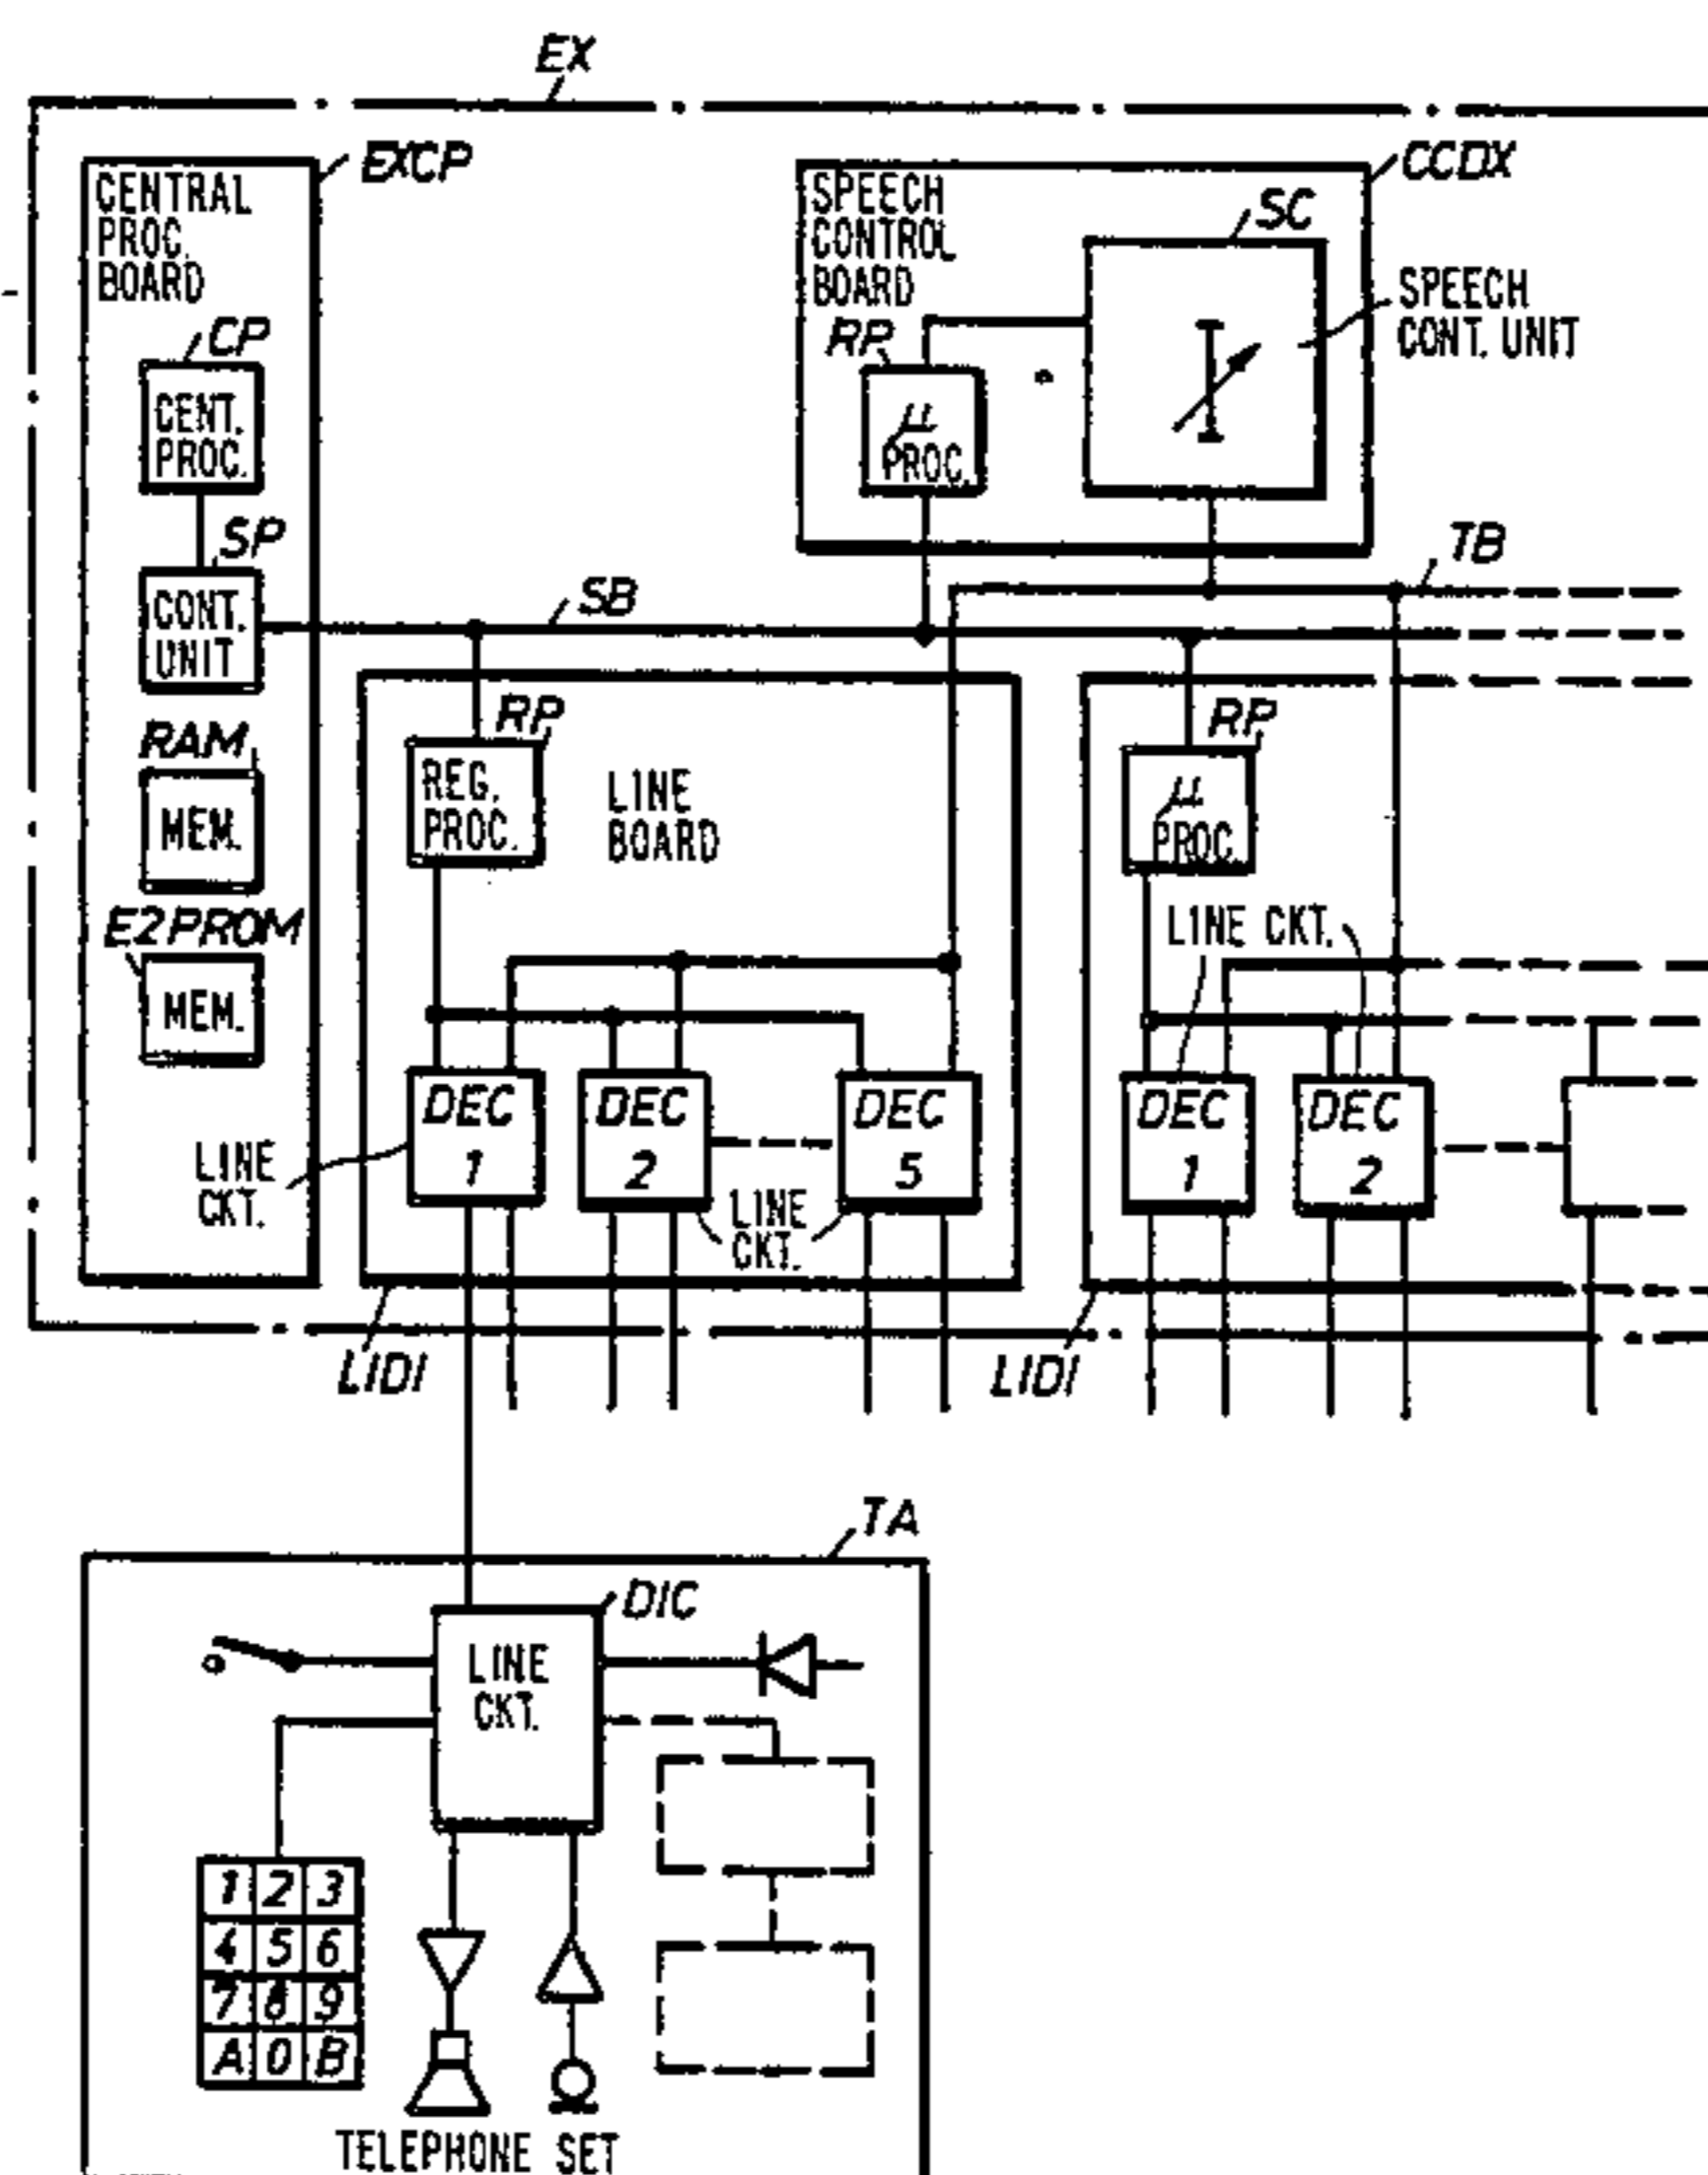 EX
EXCP
CENTRAL
PROC.
BOARD
CP
CENT.
PROC.
SP
CONT.
UNIT
RAM
MEM.
E2PROM
MEM.
CCDX
SPEECH
CONTROL
BOARD
SC
SPEECH
CONT. UNIT
RP
μ
PROC.
TB
SB
RP
REG.
PROC.
LINE
BOARD
RP
μ
PROC.
LINE CKT.
DEC
1
DEC
2
DEC
5
DEC
1
DEC
2
LINE
CKT.
LINE
CKT.
LIDI
LIDI
TA
DIC
LINE
CKT.
1 2 3
4 5 6
7 8 9
A 0 B
TELEPHONE SET